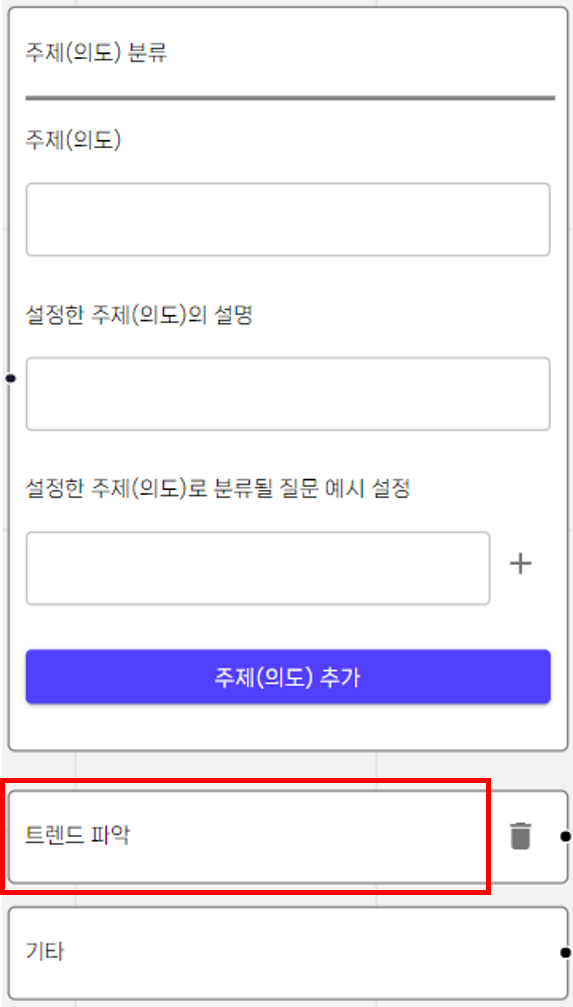 주제(의도) 분류
주제(의도)
설정한 주제(의도)의 설명
설정한 주제(의도)로 분류될 질문 예시 설정
주제(의도) 추가
트렌드 파악
기타